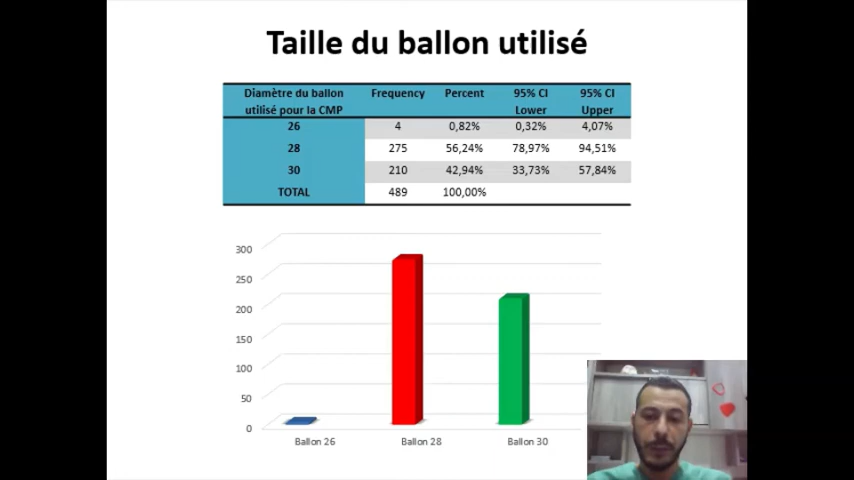 Taille du ballon utilisé
Diamètre du ballon utilisé pour la CMP Frequency Percent 95% CI Lower 95% CI Upper
26 4 0,82% 0,32% 4,07%
28 275 56,24% 78,97% 94,51%
30 210 42,94% 33,73% 57,84%
TOTAL 489 100,00%
300
250
200
150
100
50
0
Ballon 26 Ballon 28 Ballon 30